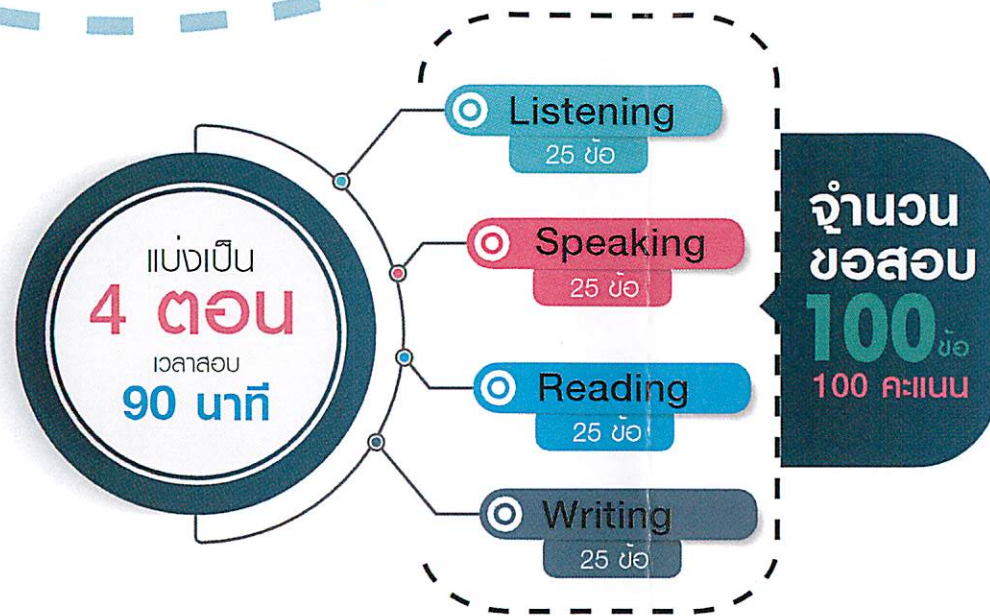 แบ่งเป็น
4 ตอน
เวลาสอบ
90 นาที
Listening
25 ข้อ
Speaking
25 ข้อ
Reading
25 ข้อ
Writing
25 ข้อ
จำนวน
ข้อสอบ
100 ข้อ
100 คะแนน